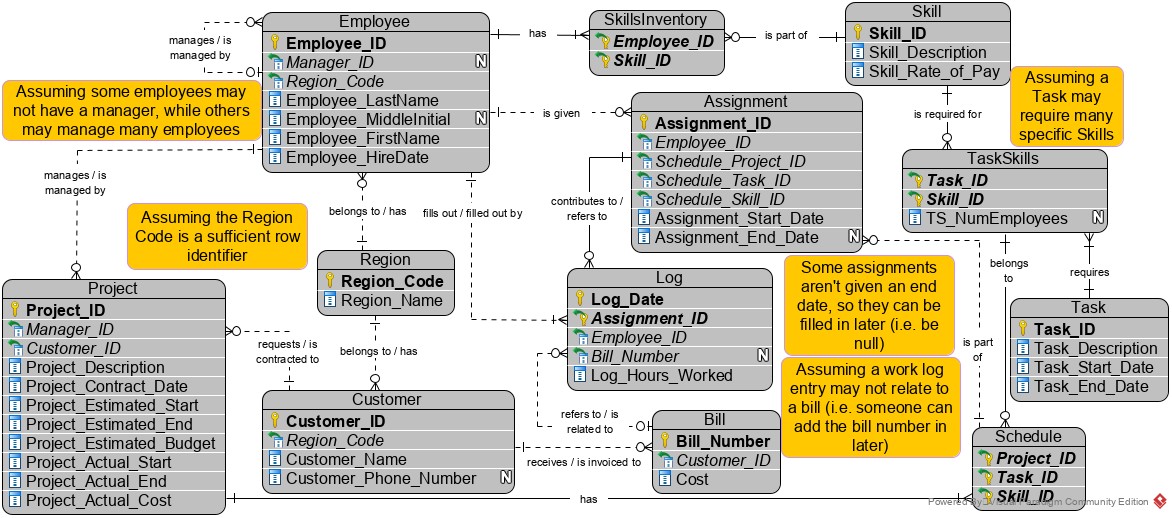 Employee
Employee_ID
Manager_ID N
Region_Code
Employee_LastName
Employee_MiddleInitial N
Employee_FirstName
Employee_HireDate
manages / is
managed by
Assuming some employees may
not have a manager, while others
may manage many employees
has
SkillsInventory
Employee_ID
Skill_ID
is part of
Skill
Skill_ID
Skill_Description
Skill_Rate_of_Pay
Assuming a
Task may
require many
specific Skills
is required for
is given
Assignment
Assignment_ID
Employee_ID
Schedule_Project_ID
Schedule_Task_ID
Schedule_Skill_ID
Assignment_Start_Date
Assignment_End_Date N
TaskSkills
Task_ID
Skill_ID
TS_NumEmployees N
manages / is
managed by
belongs to / has
fills out / filled out by
contributes to /
refers to
Assuming the Region
Code is a sufficient row
identifier
Region
Region_Code
Region_Name
belongs to / has
Log
Log_Date
Assignment_ID
Employee_ID
Bill_Number N
Log_Hours_Worked
Some assignments
aren't given an end
date, so they can be
filled in later (i.e. be
null)
Assuming a work log
entry may not relate to
a bill (i.e. someone can
add the bill number in
later)
belongs
to
requires
is part
of
Task
Task_ID
Task_Description
Task_Start_Date
Task_End_Date
Project
Project_ID
Manager_ID
Customer_ID
Project_Description
Project_Contract_Date
Project_Estimated_Start
Project_Estimated_End
Project_Estimated_Budget
Project_Actual_Start
Project_Actual_End
Project_Actual_Cost
requests / is
contracted to
Customer
Customer_ID
Region_Code
Customer_Name
Customer_Phone_Number N
refers to / is
related to
receives / is invoiced to
Bill
Bill_Number
Customer_ID
Cost
has
Schedule
Project_ID
Task_ID
Skill_ID
Powered By Visual Paradigm Community Edition